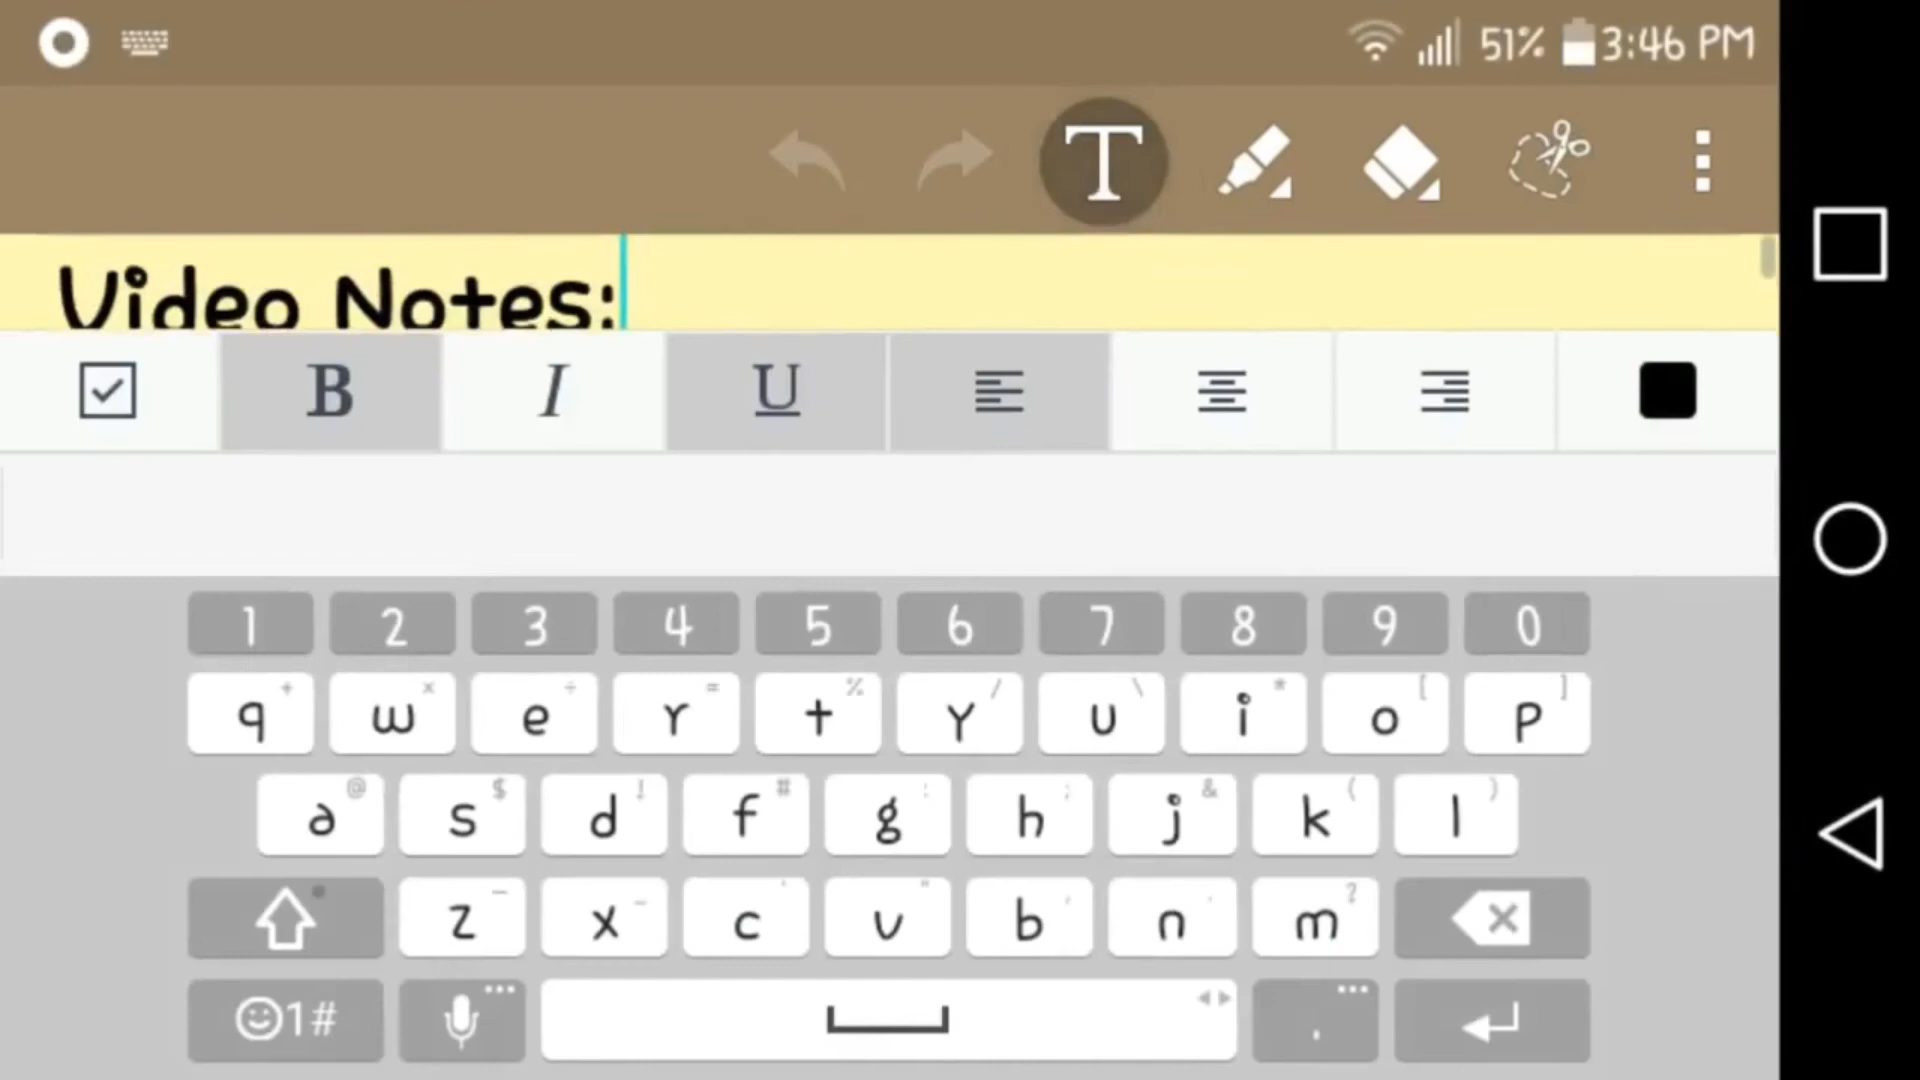 51% 3:46 PM
T
Video Notes:
B I U
1 2 3 4 5 6 7 8 9 0
+ × ÷ = % / \ * [ ]
q w e r t y u i o p
@ $ ! # : ; & ( )
a s d f g h j k l
?
z x c v b n m
1# .